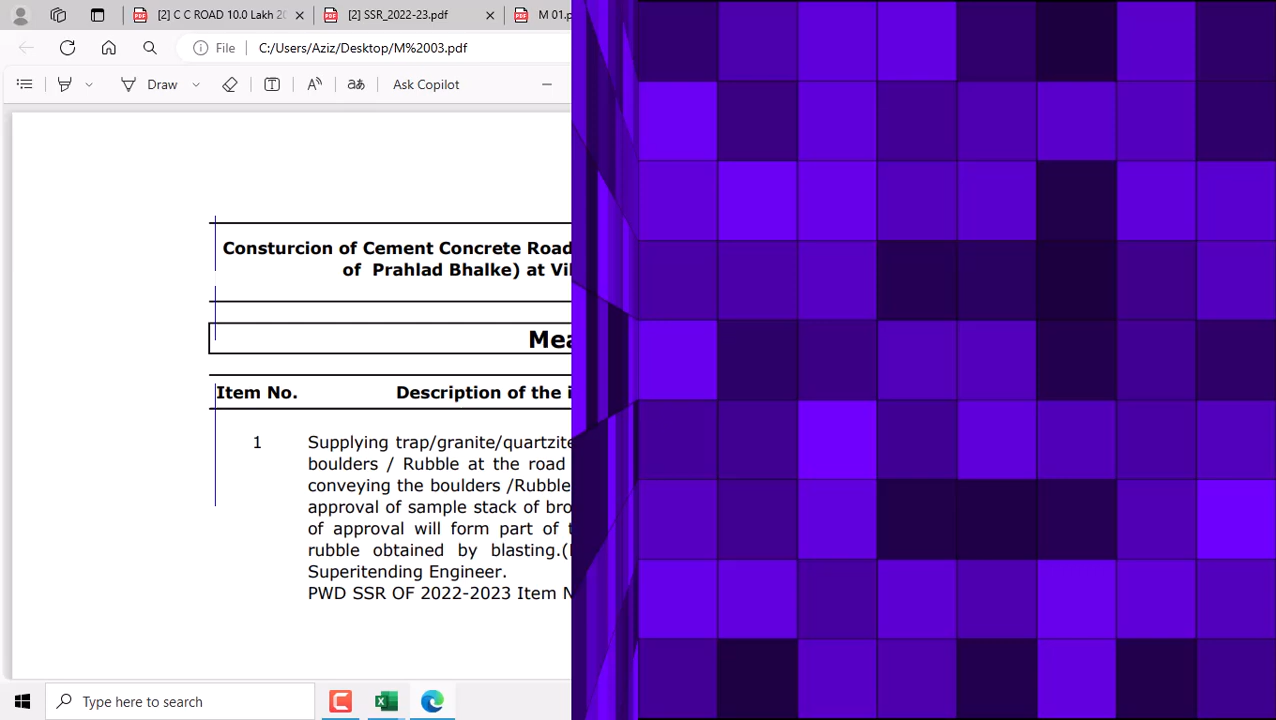 [2] C C ROAD 10.0 Lakh 20
[2] SSR_2022-23.pdf
M 01.p
File C:/Users/Aziz/Desktop/M%2003.pdf
Draw
Ask Copilot
Consturcion of Cement Concrete Road
of Prahlad Bhalke) at Vil
Mea
Item No. Description of the i
1 Supplying trap/granite/quartzite
boulders / Rubble at the road
conveying the boulders /Rubble
approval of sample stack of bro
of approval will form part of t
rubble obtained by blasting.(
Superitending Engineer.
PWD SSR OF 2022-2023 Item N
Type here to search